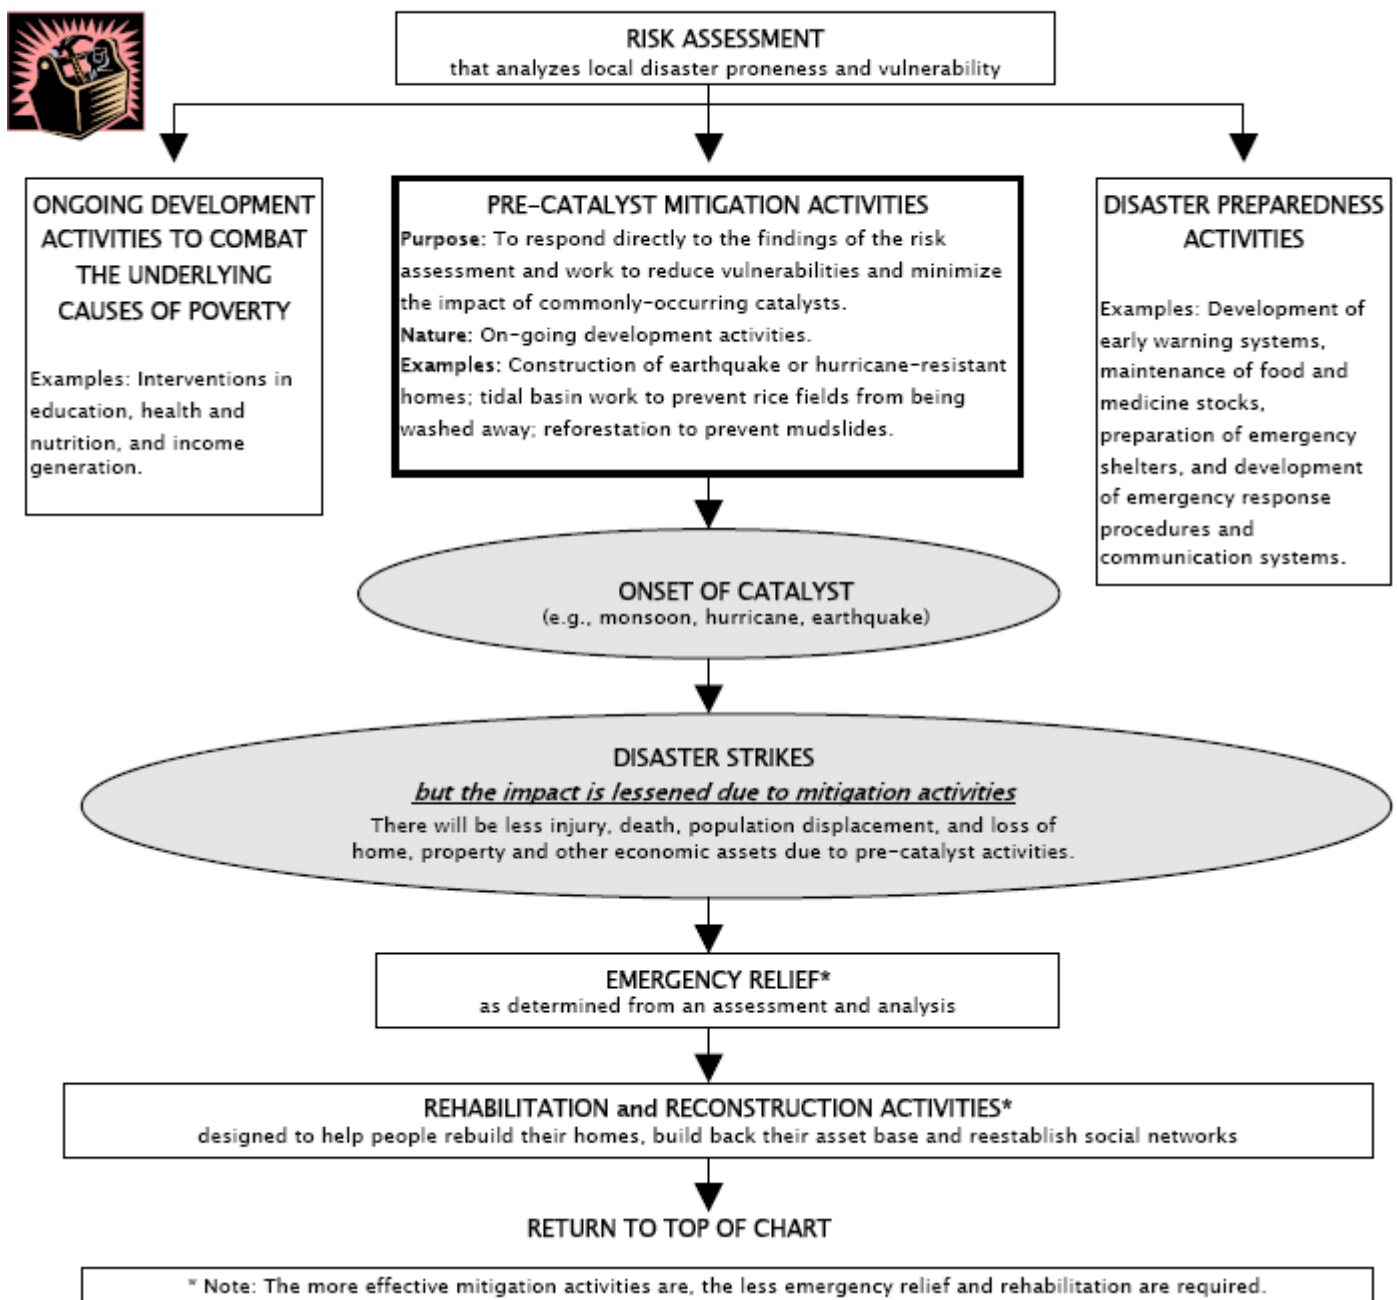 RISK ASSESSMENT
that analyzes local disaster proneness and vulnerability
ONGOING DEVELOPMENT
ACTIVITIES TO COMBAT
THE UNDERLYING
CAUSES OF POVERTY
Examples: Interventions in
education, health and
nutrition, and income
generation.
PRE-CATALYST MITIGATION ACTIVITIES
Purpose: To respond directly to the findings of the risk
assessment and work to reduce vulnerabilities and minimize
the impact of commonly-occurring catalysts.
Nature: On-going development activities.
Examples: Construction of earthquake or hurricane-resistant
homes; tidal basin work to prevent rice fields from being
washed away; reforestation to prevent mudslides.
DISASTER PREPAREDNESS
ACTIVITIES
Examples: Development of
early warning systems,
maintenance of food and
medicine stocks,
preparation of emergency
shelters, and development
of emergency response
procedures and
communication systems.
ONSET OF CATALYST
(e.g., monsoon, hurricane, earthquake)
DISASTER STRIKES
but the impact is lessened due to mitigation activities
There will be less injury, death, population displacement, and loss of
home, property and other economic assets due to pre-catalyst activities.
EMERGENCY RELIEF*
as determined from an assessment and analysis
REHABILITATION and RECONSTRUCTION ACTIVITIES*
designed to help people rebuild their homes, build back their asset base and reestablish social networks
RETURN TO TOP OF CHART
* Note: The more effective mitigation activities are, the less emergency relief and rehabilitation are required.